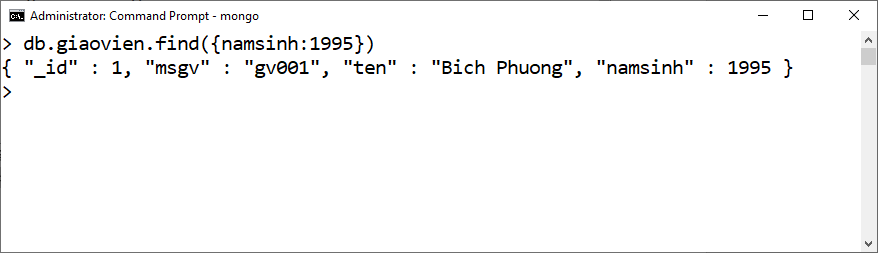 Administrator: Command Prompt - mongo
> db.giaovien.find({namsinh:1995})
{ "_id" : 1, "msgv" : "gv001", "ten" : "Bich Phuong", "namsinh" : 1995 }
>